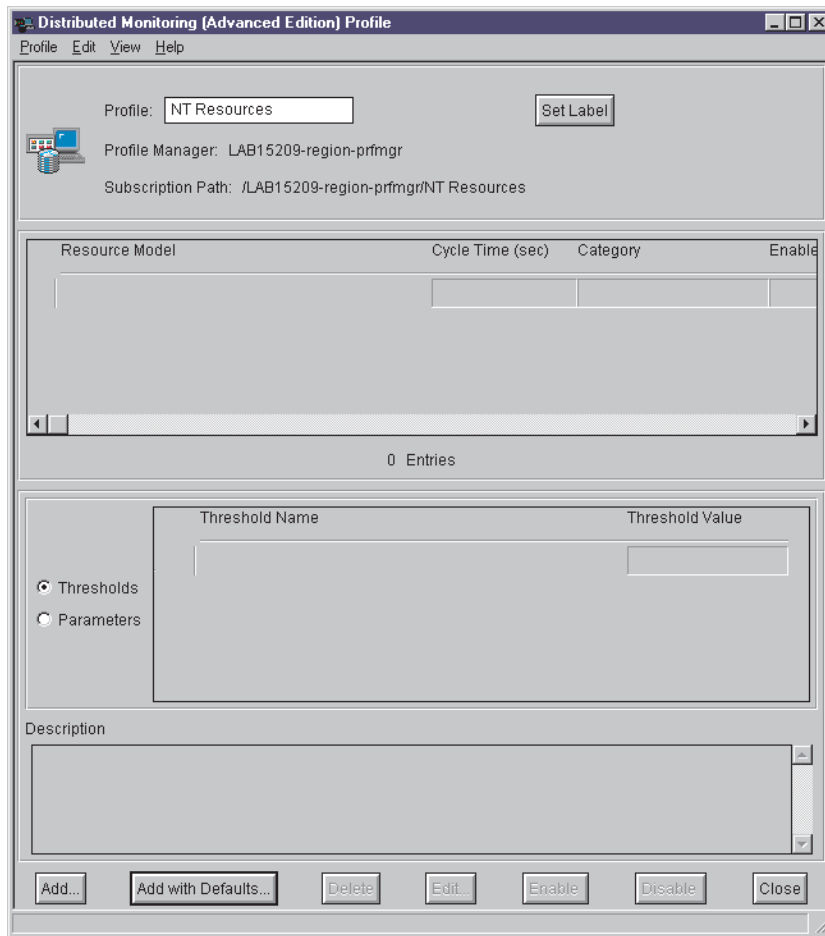 Distributed Monitoring (Advanced Edition) Profile
Profile Edit View Help
Profile: NT Resources Set Label
Profile Manager: LAB15209-region-prfmgr
Subscription Path: /LAB15209-region-prfmgr/NT Resources
Resource Model Cycle Time (sec) Category Enable
0 Entries
Threshold Name Threshold Value
Thresholds
Parameters
Description
Add... Add with Defaults... Delete Edit... Enable Disable Close